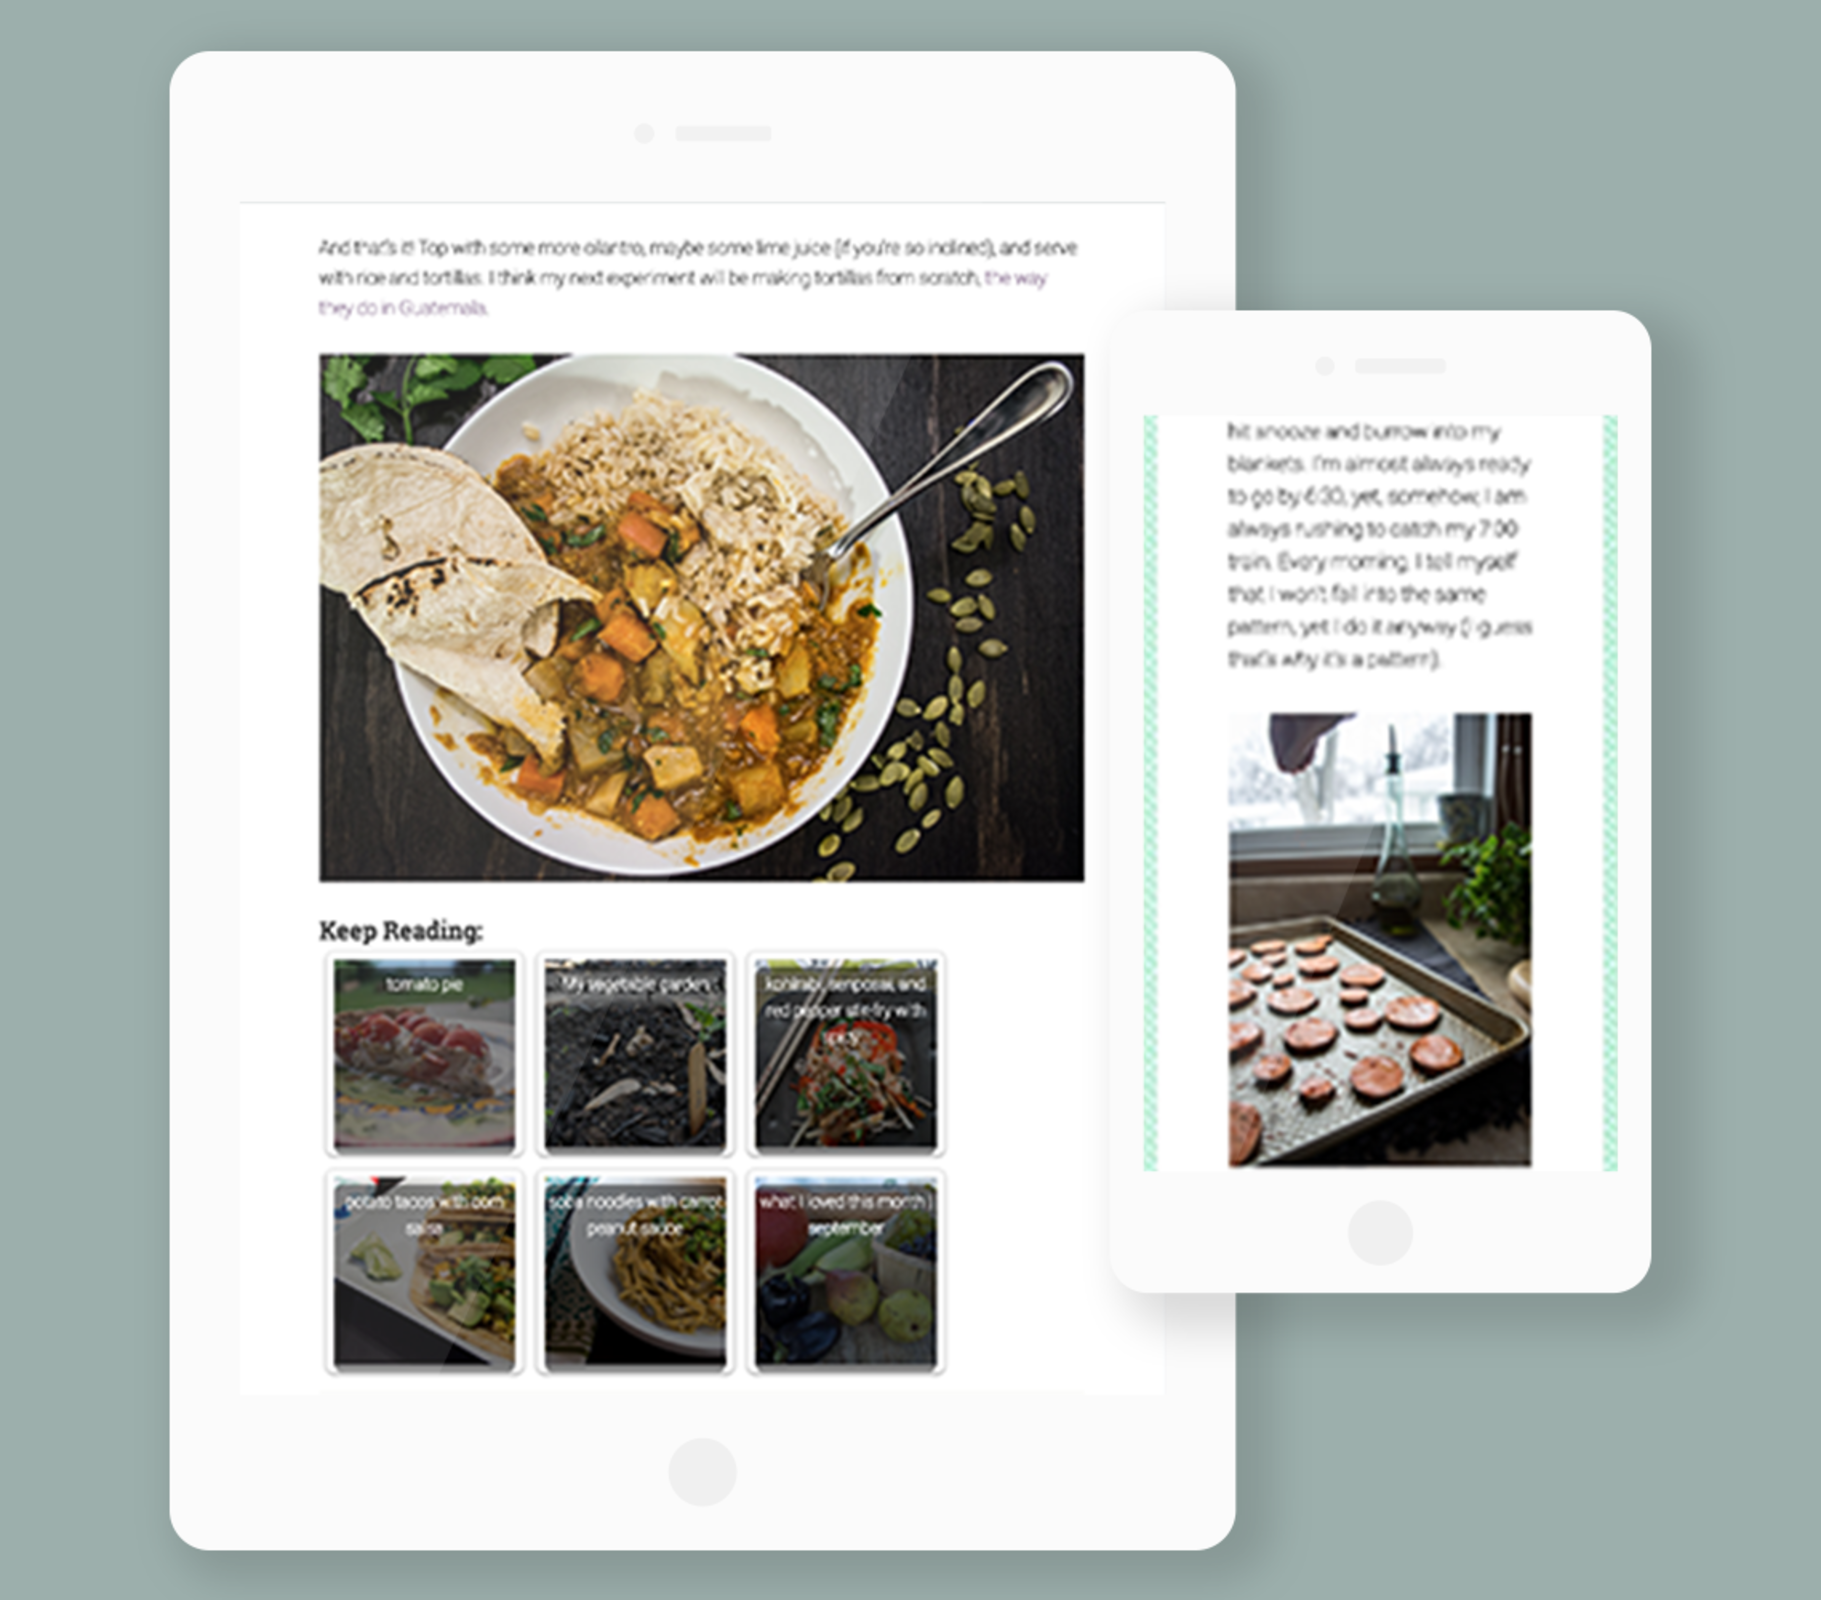 And that's it! Top with some more cilantro, maybe some lime juice (if you're so inclined), and serve
with rice and tortillas. I think my next experiment will be making tortillas from scratch, the way
they do in Guatemala.
Keep Reading:
tomato pie
My vegetable garden
kohlrabi, senposai, and
red pepper stir-fry with
spicy
potato tacos with corn
salsa
soba noodles with carrot
peanut sauce
what I loved this month |
september
hit snooze and burrow into my
blankets. I'm almost always ready
to go by 6:30, yet, somehow, I am
always rushing to catch my 7:00
train. Every morning, I tell myself
that I won't fall into the same
pattern, yet I do it anyway (I guess
that's why it's a pattern).